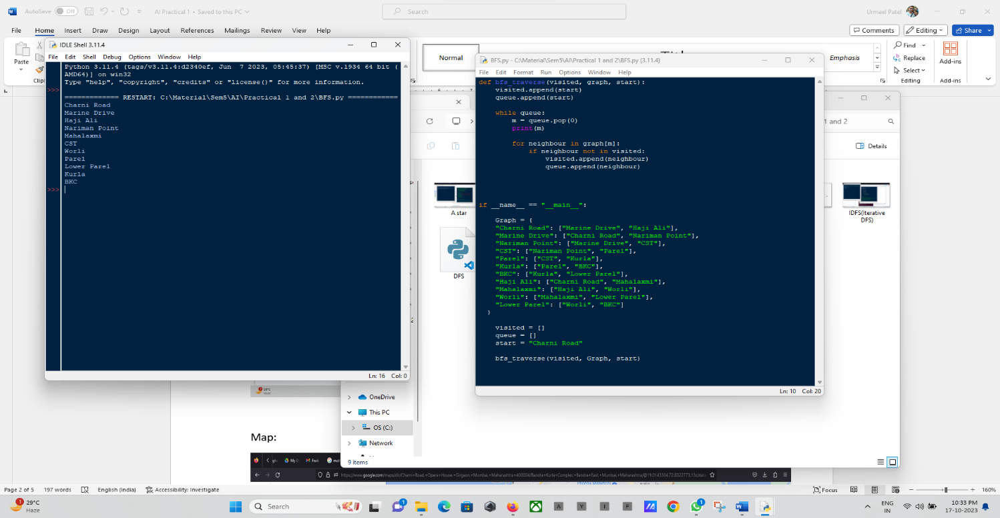 AutoSave Off AI Practical 1 • Saved to this PC Search Urmeel Patel
File Home Insert Draw Design Layout References Mailings Review View Help Comments Editing Share
Paste
Normal
Emphasis
Find
Replace
Select
Editing
Add-ins
Add-ins
IDLE Shell 3.11.4
File Edit Shell Debug Options Window Help
Python 3.11.4 (tags/v3.11.4:d2340ef, Jun 7 2023, 05:45:37) [MSC v.1934 64 bit (
AMD64)] on win32
Type "help", "copyright", "credits" or "license()" for more information.
>>>
============= RESTART: C:\Material\Sem5\AI\Practical 1 and 2\BFS.py ============
Charni Road
Marine Drive
Haji Ali
Nariman Point
Mahalaxmi
CST
Worli
Parel
Lower Parel
Kurla
BKC
>>>
Ln: 16 Col: 0
BFS.py - C:\Material\Sem5\AI\Practical 1 and 2\BFS.py (3.11.4)
File Edit Format Run Options Window Help
def bfs_traverse(visited, graph, start):
visited.append(start)
queue.append(start)
while queue:
m = queue.pop(0)
print(m)
for neighbour in graph[m]:
if neighbour not in visited:
visited.append(neighbour)
queue.append(neighbour)
if __name__ == "__main__":
Graph = {
"Charni Road": ["Marine Drive", "Haji Ali"],
"Marine Drive": ["Charni Road", "Nariman Point"],
"Nariman Point": ["Marine Drive", "CST"],
"CST": ["Nariman Point", "Parel"],
"Parel": ["CST", "Kurla"],
"Kurla": ["Parel", "BKC"],
"BKC": ["Kurla", "Lower Parel"],
"Haji Ali": ["Charni Road", "Mahalaxmi"],
"Mahalaxmi": ["Haji Ali", "Worli"],
"Worli": ["Mahalaxmi", "Lower Parel"],
"Lower Parel": ["Worli", "BKC"]
}
visited = []
queue = []
start = "Charni Road"
bfs_traverse(visited, Graph, start)
Ln: 10 Col: 20
1 and 2
Details
A star
IDFS(Iterative
DFS)
DFS
OneDrive
This PC
OS (C:)
Network
9 items
Map:
Page 2 of 5 197 words English (India) Accessibility: Investigate Focus 160%
29°C
Haze
Search
ENG
IN
10:33 PM
17-10-2023